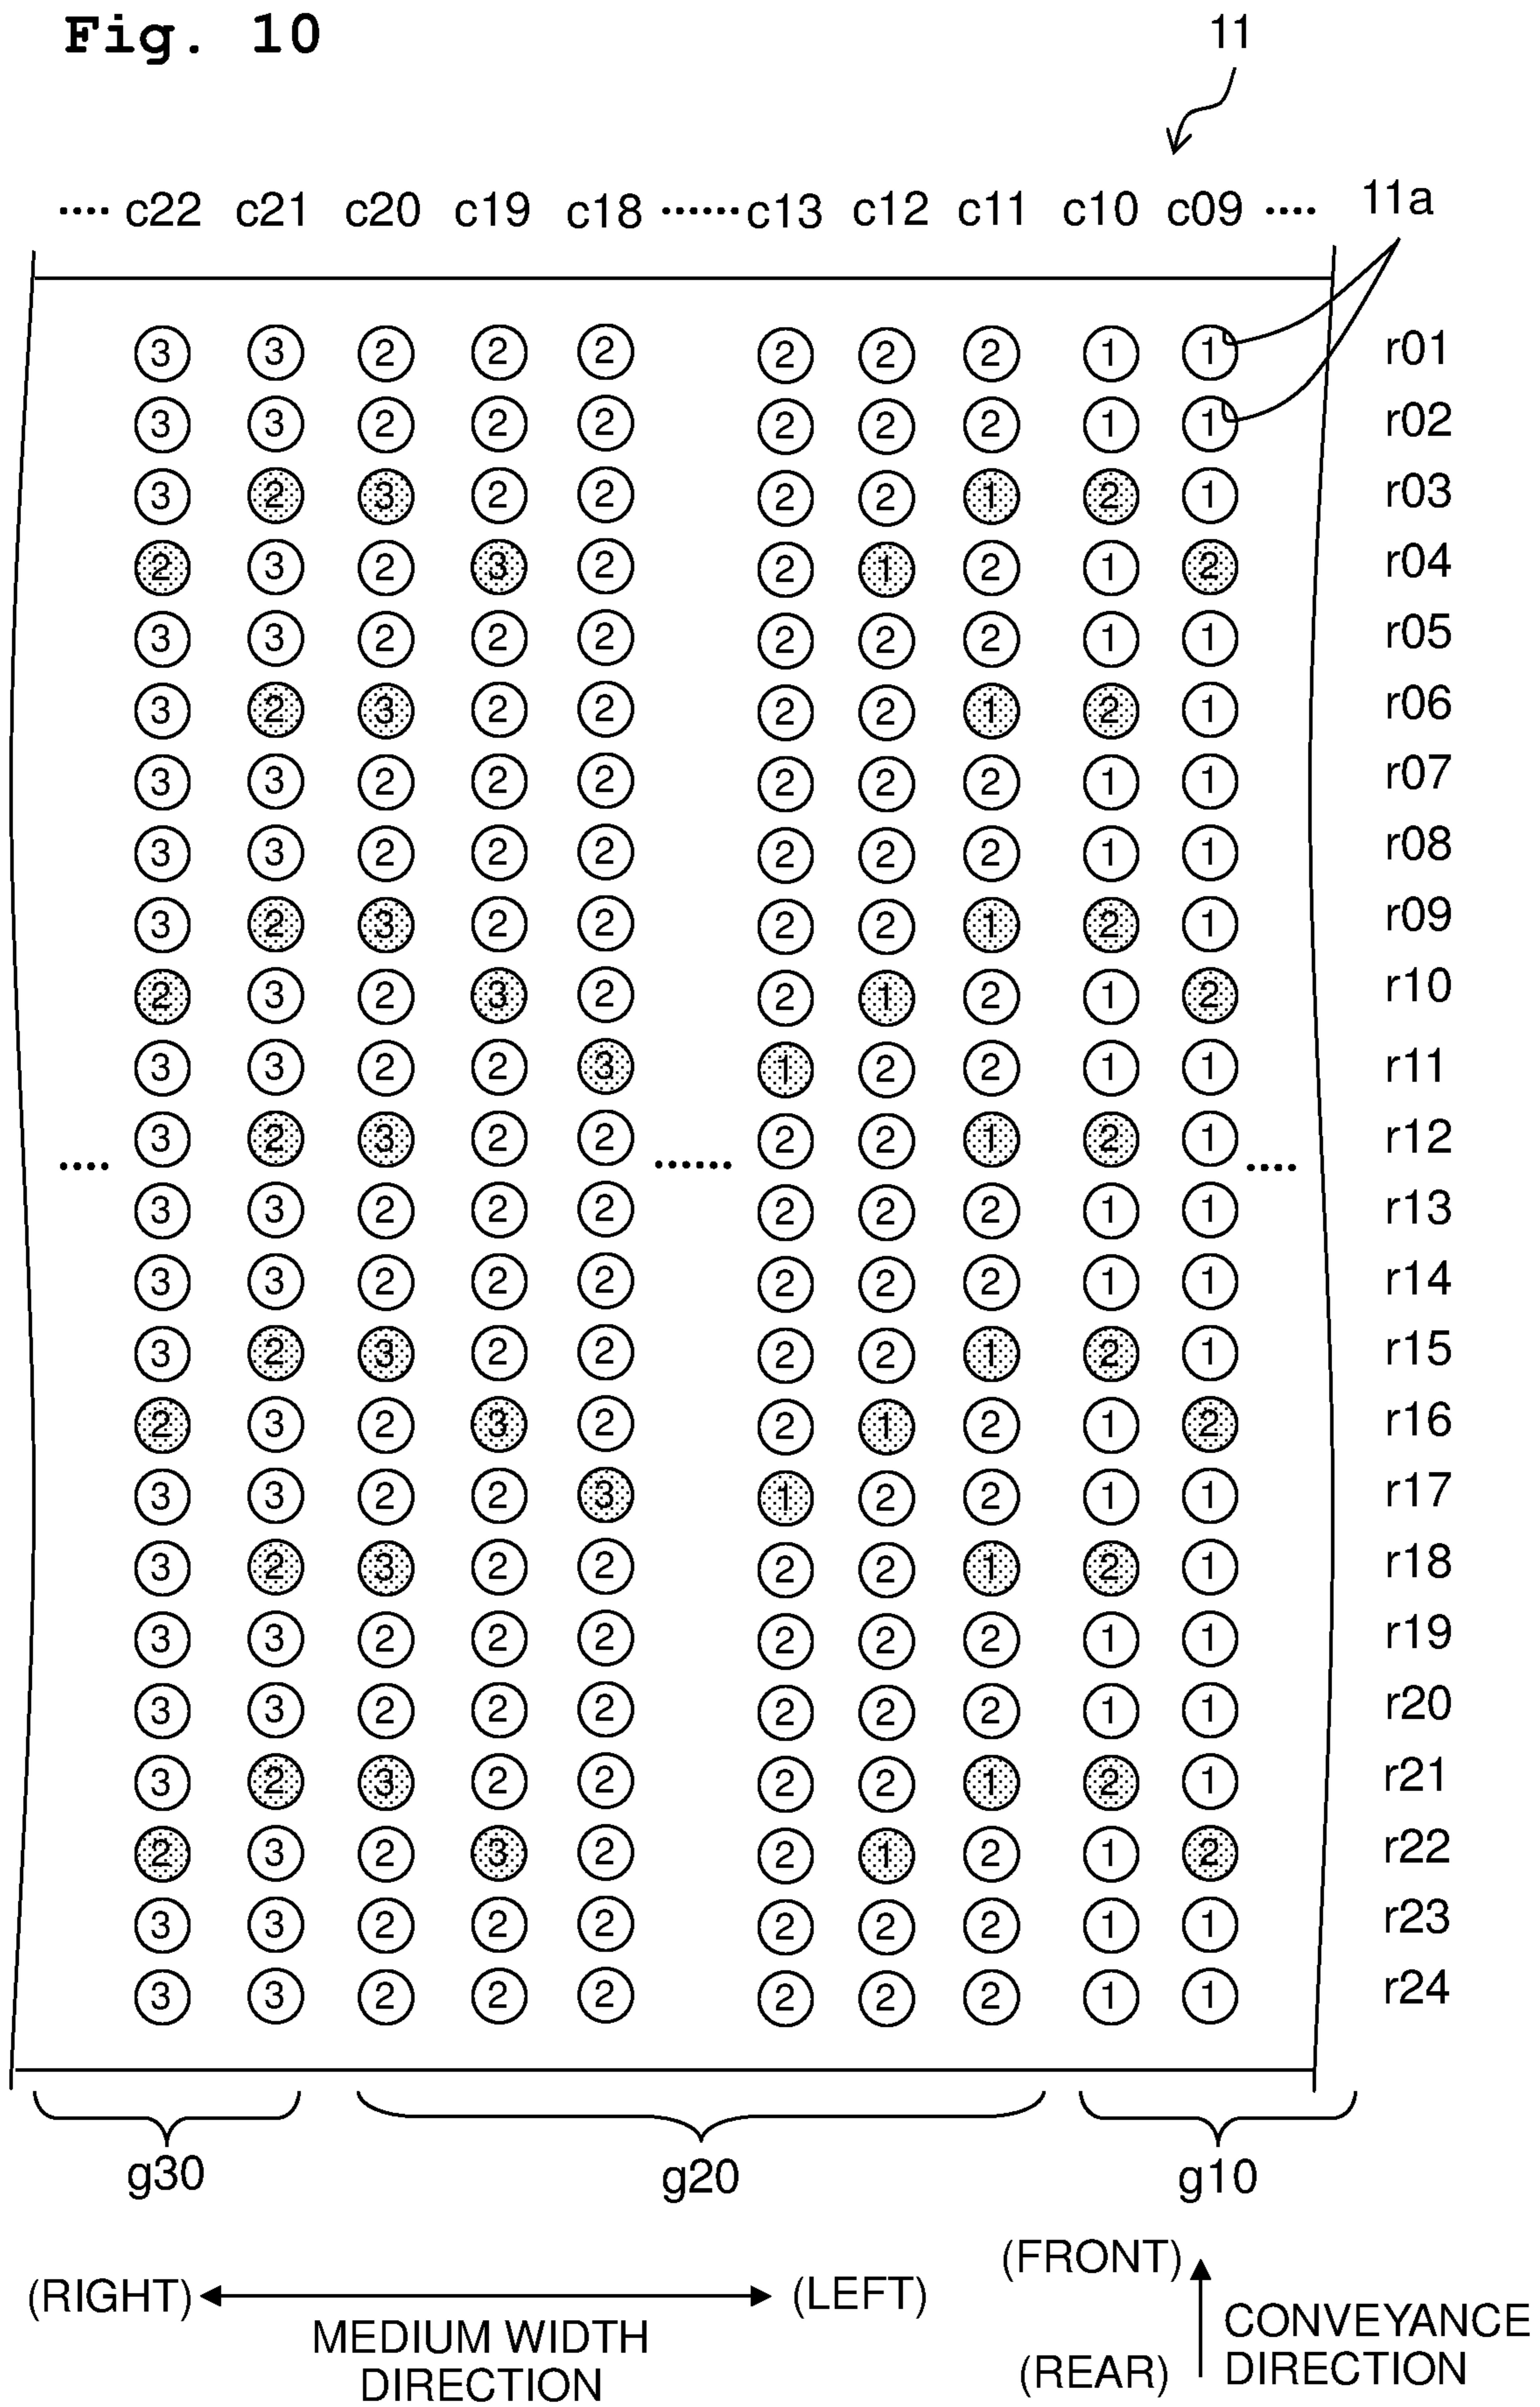 Fig. 10
11
···· c22 c21 c20 c19 c18 ······ c13 c12 c11 c10 c09 ···· 11a
3 3 2 2 2 2 2 2 1 1 r01
3 3 2 2 2 2 2 2 1 1 r02
3 2 3 2 2 2 2 1 2 1 r03
2 3 2 3 2 2 1 2 1 2 r04
3 3 2 2 2 2 2 2 1 1 r05
3 2 3 2 2 2 2 1 2 1 r06
3 3 2 2 2 2 2 2 1 1 r07
3 3 2 2 2 2 2 2 1 1 r08
3 2 3 2 2 2 2 1 2 1 r09
2 3 2 3 2 2 1 2 1 2 r10
3 3 2 2 3 1 2 2 1 1 r11
3 2 3 2 2 2 2 1 2 1 r12
···· ······ ····
3 3 2 2 2 2 2 2 1 1 r13
3 3 2 2 2 2 2 2 1 1 r14
3 2 3 2 2 2 2 1 2 1 r15
2 3 2 3 2 2 1 2 1 2 r16
3 3 2 2 3 1 2 2 1 1 r17
3 2 3 2 2 2 2 1 2 1 r18
3 3 2 2 2 2 2 2 1 1 r19
3 3 2 2 2 2 2 2 1 1 r20
3 2 3 2 2 2 2 1 2 1 r21
2 3 2 3 2 2 1 2 1 2 r22
3 3 2 2 2 2 2 2 1 1 r23
3 3 2 2 2 2 2 2 1 1 r24
g30 g20 g10
(RIGHT) (LEFT)
MEDIUM WIDTH
DIRECTION
(FRONT)
(REAR)
CONVEYANCE
DIRECTION